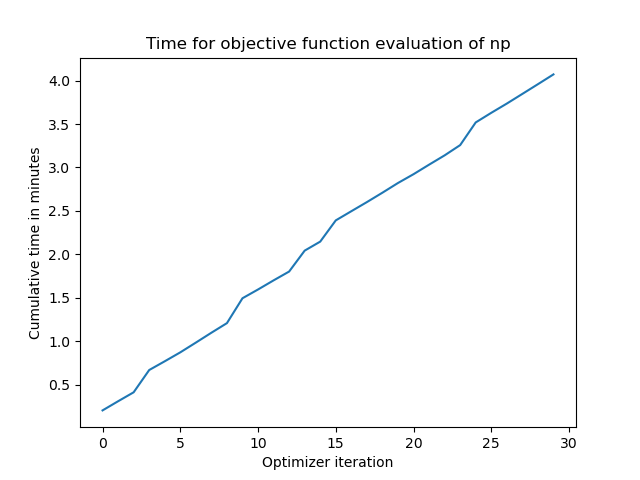 Time for objective function evaluation of np
Cumulative time in minutes
4.0
3.5
3.0
2.5
2.0
1.5
1.0
0.5
0 5 10 15 20 25 30
Optimizer iteration